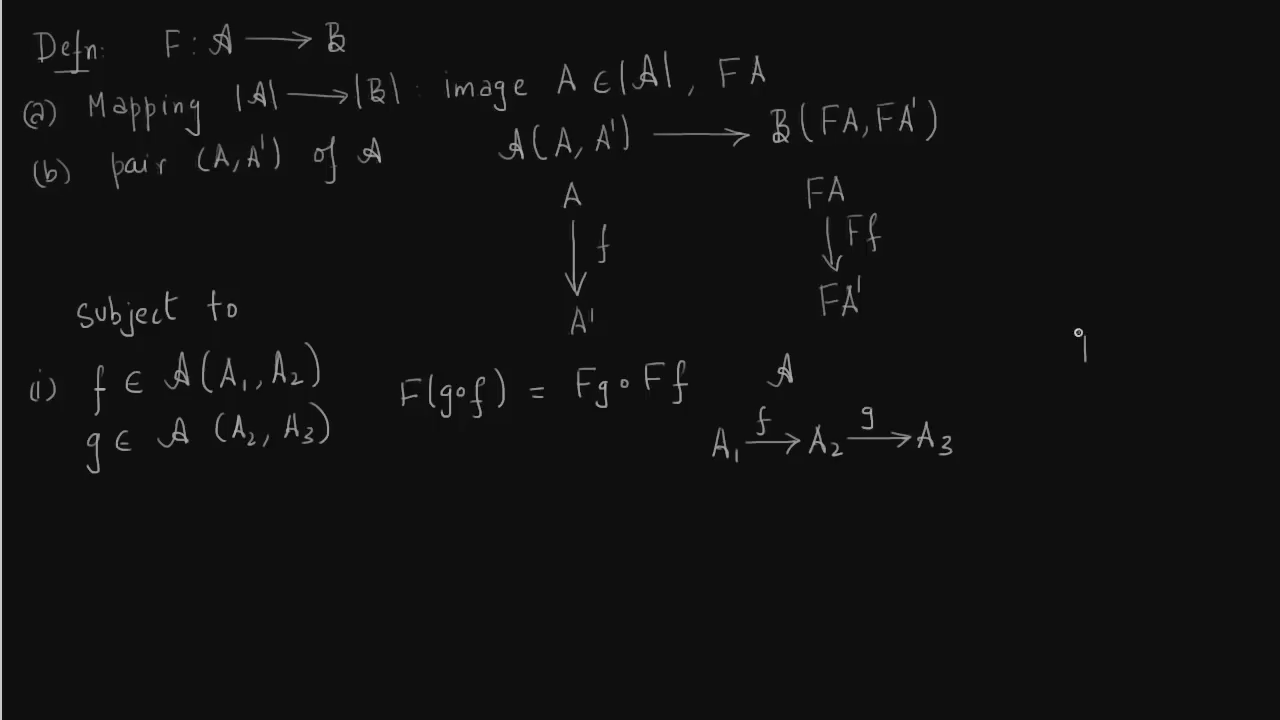 Defn: F : 𝔸 ⟶ 𝔹
(a) Mapping |𝔸| ⟶ |𝔹| : image A ∈ |𝔸| , FA
(b) pair (A, A') of 𝔸 𝔸(A, A') ⟶ 𝔹(FA, FA')
A FA
↓ f ↓ Ff
A' FA'
subject to
(i) f ∈ 𝔸(A₁, A₂) F(g∘f) = Fg∘Ff 𝔸
g ∈ 𝔸 (A₂, A₃) A₁ ⟶ f A₂ ⟶ g A₃